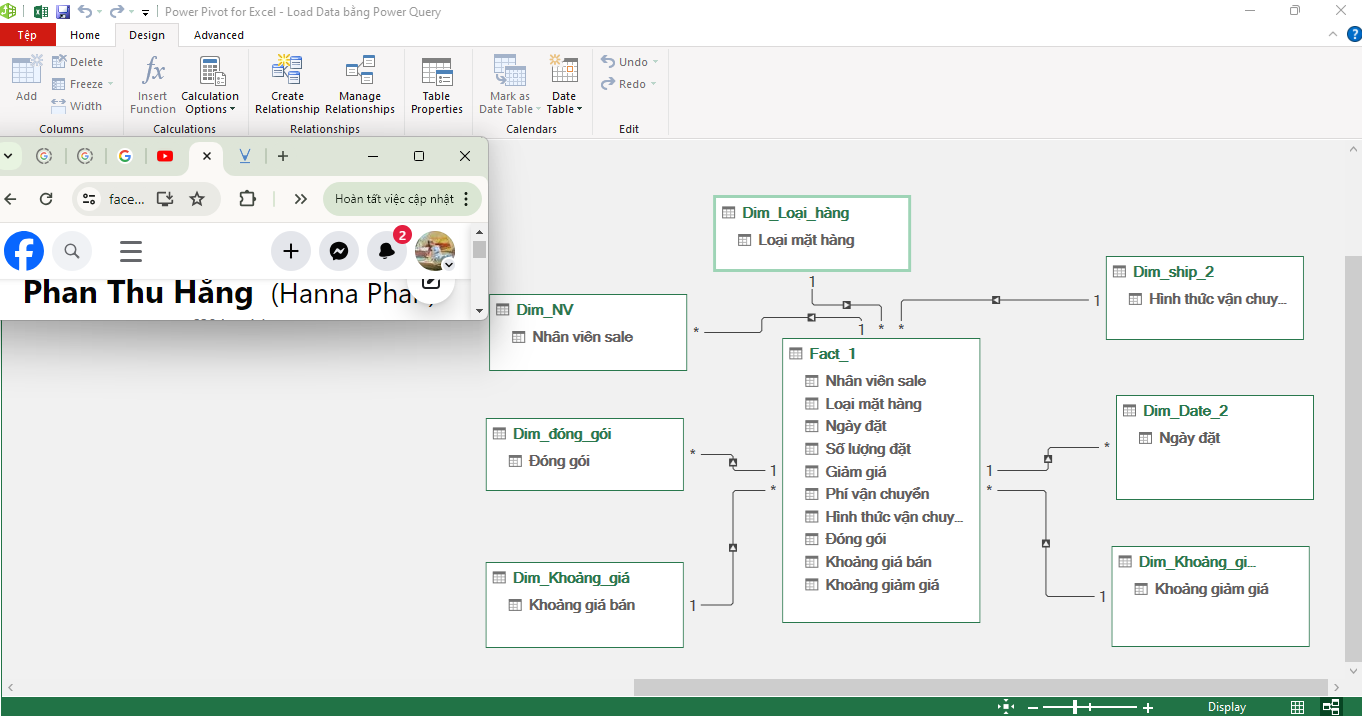 Power Pivot for Excel - Load Data bằng Power Query
Tệp Home Design Advanced
Add
Delete
Freeze
Width
Columns
Insert Function
Calculation Options
Calculations
Create Relationship
Manage Relationships
Relationships
Table Properties
Mark as Date Table
Date Table
Calendars
Undo
Redo
Edit
face...
Hoàn tất việc cập nhật
2
Phan Thu Hằng (Hanna Phan)
Dim_Loại_hàng
Loại mặt hàng
1
Dim_ship_2
Hình thức vận chuy...
1
Dim_NV
Nhân viên sale
*
1 * *
Fact_1
Nhân viên sale
Loại mặt hàng
Ngày đặt
Số lượng đặt
Giảm giá
Phí vận chuyển
Hình thức vận chuy...
Đóng gói
Khoảng giá bán
Khoảng giảm giá
Dim_đóng_gói
Đóng gói
* 1
*
Dim_Date_2
Ngày đặt
1 *
*
Dim_Khoảng_giá
Khoảng giá bán
1
Dim_Khoảng_gi...
Khoảng giảm giá
1
Display